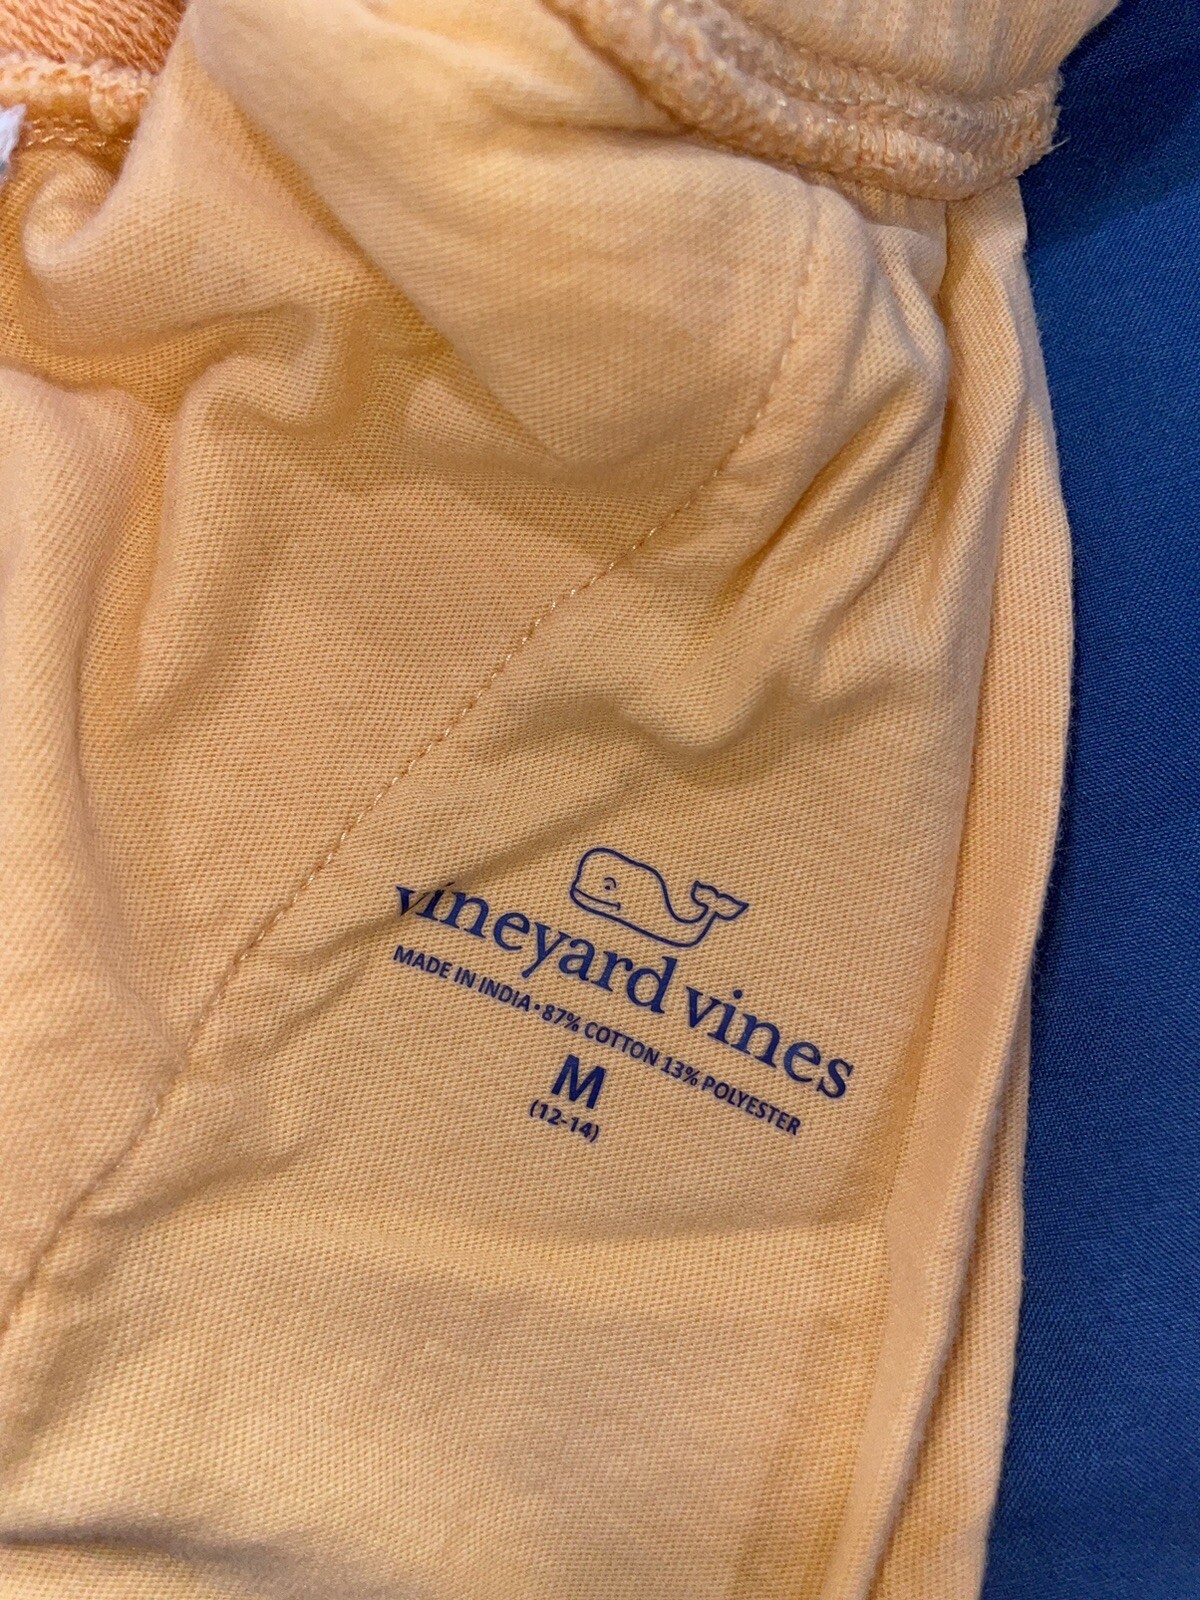 vineyard vines
MADE IN INDIA • 87% COTTON 13% POLYESTER
M
(12-14)